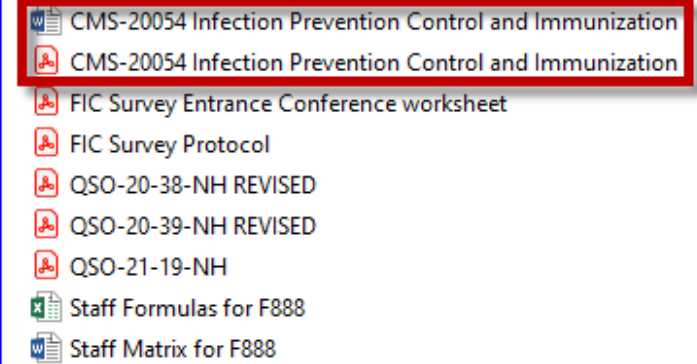 CMS-20054 Infection Prevention Control and Immunization
CMS-20054 Infection Prevention Control and Immunization
FIC Survey Entrance Conference worksheet
FIC Survey Protocol
QSO-20-38-NH REVISED
QSO-20-39-NH REVISED
QSO-21-19-NH
Staff Formulas for F888
Staff Matrix for F888